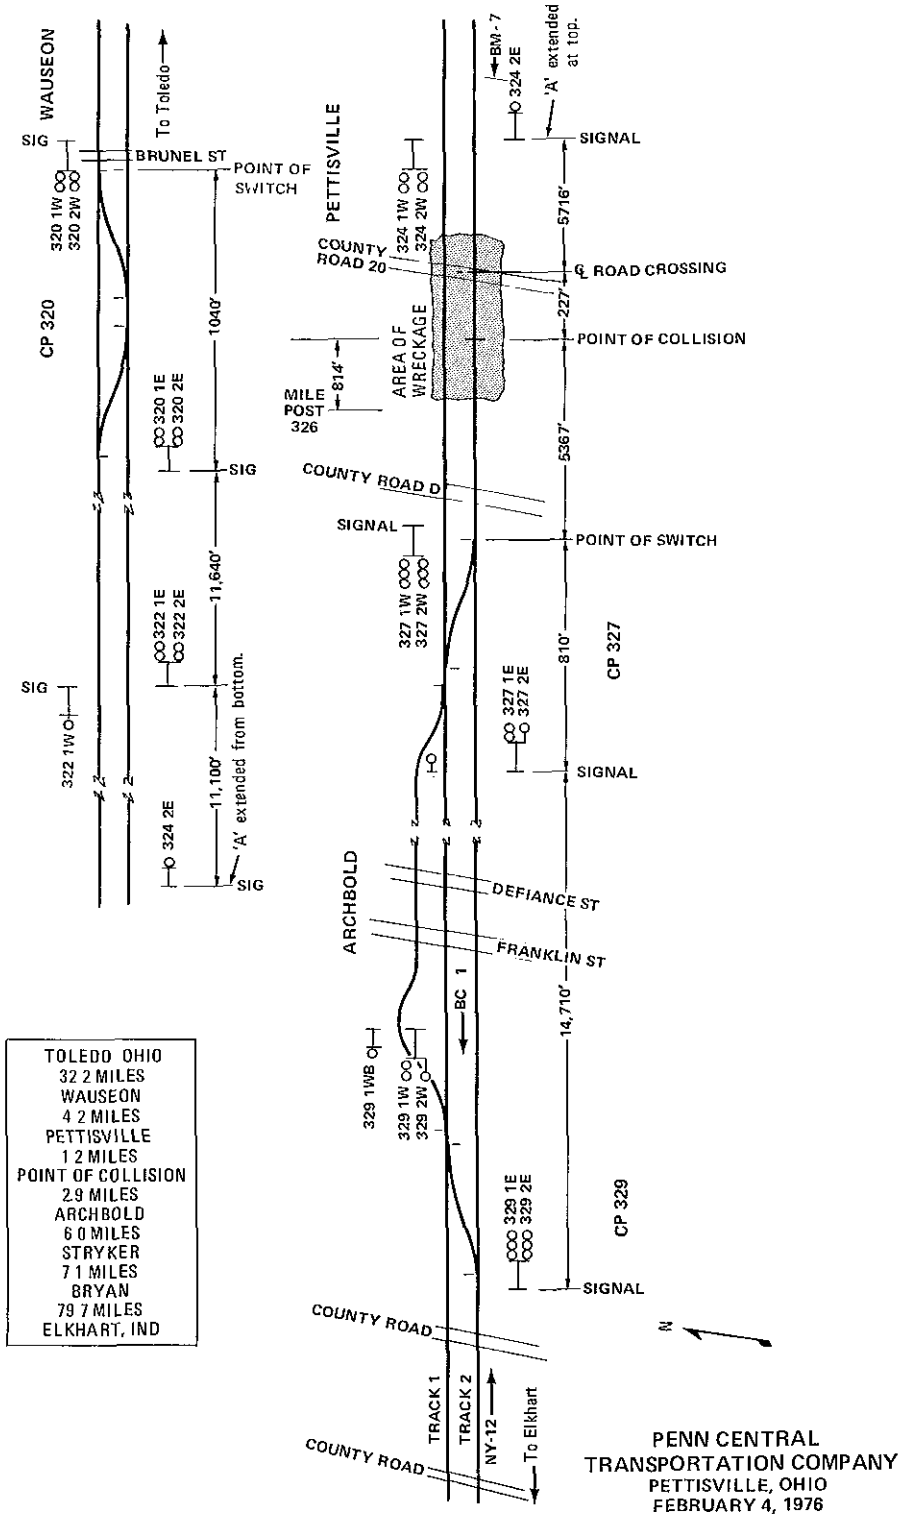 WAUSEON
To Toledo
SIG
BRUNEL ST
POINT OF
SWITCH
320 1W
320 2W
CP 320
1040'
320 1E
320 2E
SIG
11,640'
322 1E
322 2E
SIG
322 1W
11,100'
'A' extended from bottom.
324 2E
SIG
BM-7
324 2E
'A' extended
at top.
SIGNAL
PETTISVILLE
324 1W
324 2W
5716'
COUNTY
ROAD 20
℄ ROAD CROSSING
227'
POINT OF COLLISION
AREA OF
WRECKAGE
814'
MILE
POST
326
5367'
COUNTY ROAD D
SIGNAL
POINT OF SWITCH
327 1W
327 2W
810'
CP 327
327 1E
327 2E
SIGNAL
ARCHBOLD
DEFIANCE ST
FRANKLIN ST
BC 1
14,710'
329 1WB
329 1W
329 2W
329 1E
329 2E
CP 329
SIGNAL
COUNTY ROAD
N
TRACK 1
TRACK 2
NY-12
To Elkhart
COUNTY ROAD
TOLEDO OHIO
32 2 MILES
WAUSEON
4 2 MILES
PETTISVILLE
1 2 MILES
POINT OF COLLISION
2.9 MILES
ARCHBOLD
6 0 MILES
STRYKER
7 1 MILES
BRYAN
79 7 MILES
ELKHART, IND
PENN CENTRAL
TRANSPORTATION COMPANY
PETTISVILLE, OHIO
FEBRUARY 4, 1976